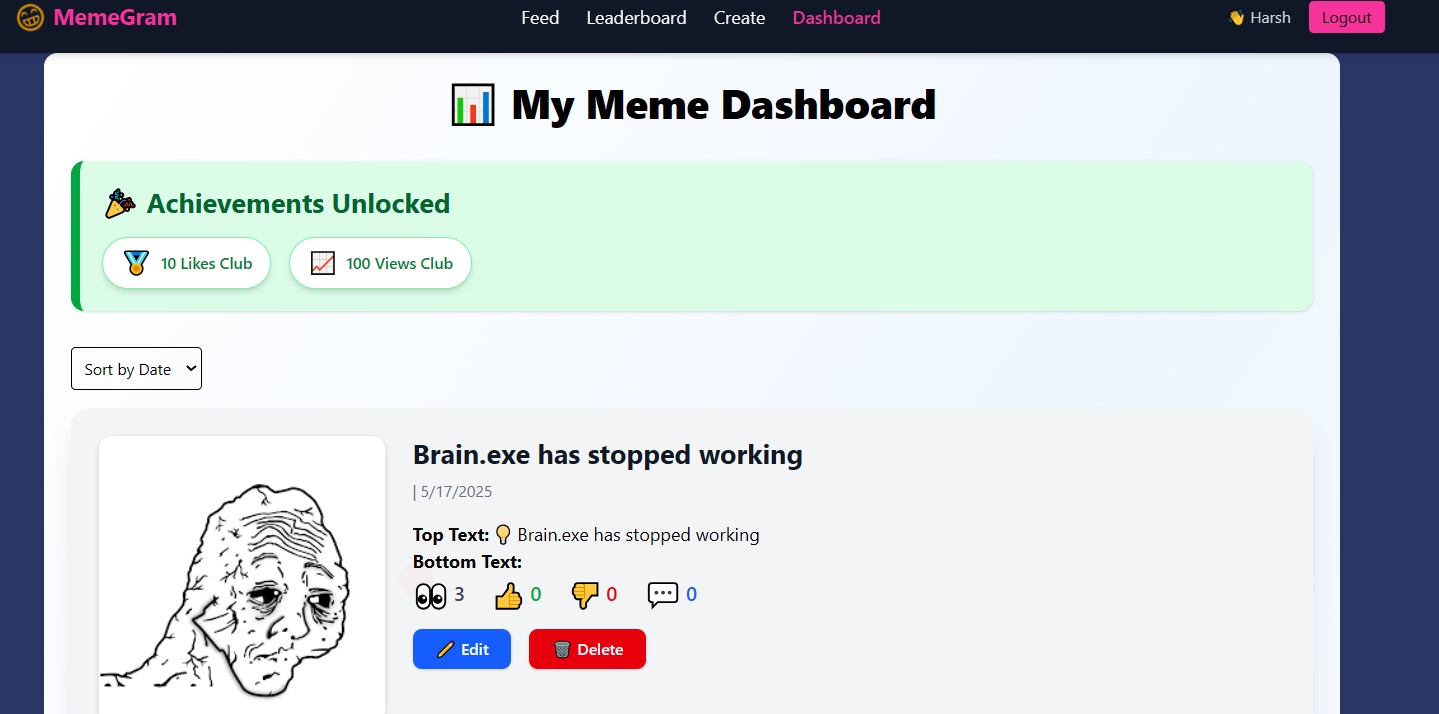 MemeGram Feed Leaderboard Create Dashboard 👋 Harsh Logout
📊 My Meme Dashboard
🎉 Achievements Unlocked
🏅 10 Likes Club 📈 100 Views Club
Sort by Date
Brain.exe has stopped working
| 5/17/2025
Top Text: 💡 Brain.exe has stopped working
Bottom Text:
👀 3 👍 0 👎 0 💬 0
✏️ Edit 🗑️ Delete